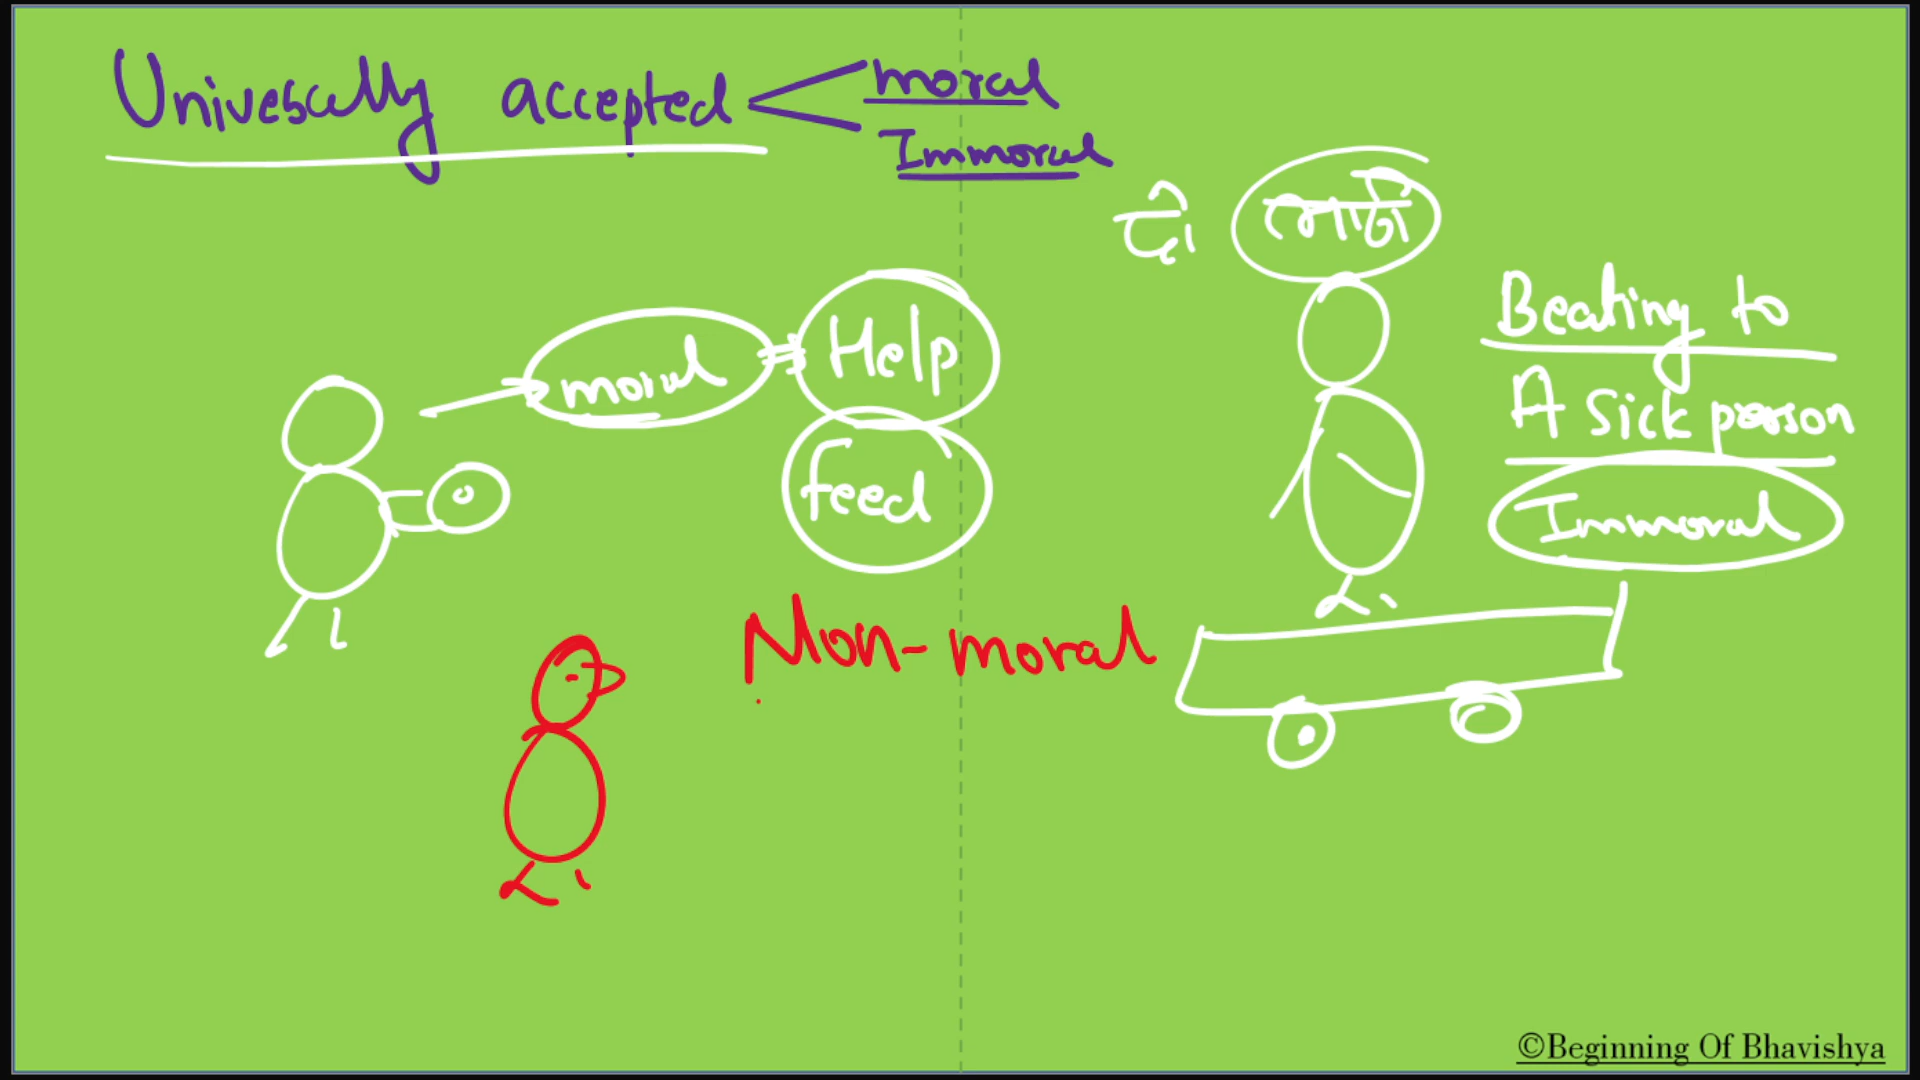 Univesally accepted
moral
Immoral
दो लाठी
Beating to
A sick person
Immoral
moral
Help
feed
Non-moral
©Beginning Of Bhavishya